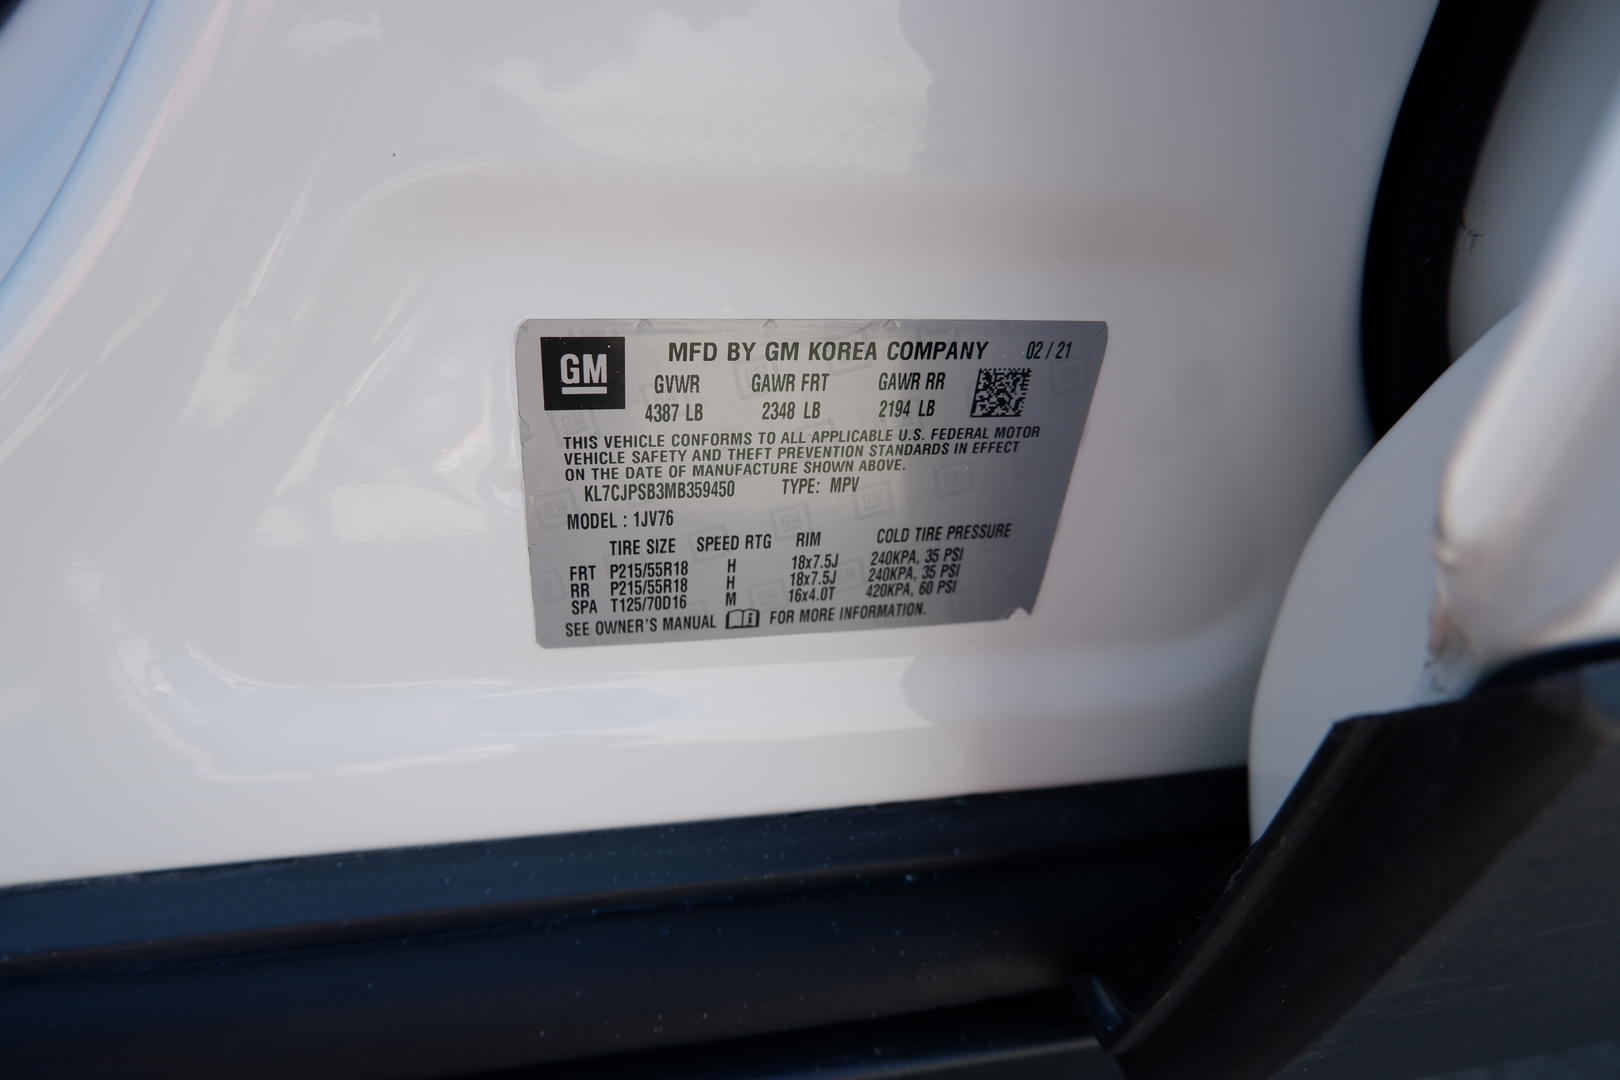 GM
MFD BY GM KOREA COMPANY 02 / 21
GVWR GAWR FRT GAWR RR
4387 LB 2348 LB 2194 LB
THIS VEHICLE CONFORMS TO ALL APPLICABLE U.S. FEDERAL MOTOR
VEHICLE SAFETY AND THEFT PREVENTION STANDARDS IN EFFECT
ON THE DATE OF MANUFACTURE SHOWN ABOVE.
KL7CJPSB3MB359450 TYPE: MPV
MODEL : 1JV76
TIRE SIZE SPEED RTG RIM COLD TIRE PRESSURE
FRT P215/55R18 H 18x7.5J 240KPA, 35 PSI
RR P215/55R18 H 18x7.5J 240KPA, 35 PSI
SPA T125/70D16 M 16x4.0T 420KPA, 60 PSI
SEE OWNER'S MANUAL FOR MORE INFORMATION.